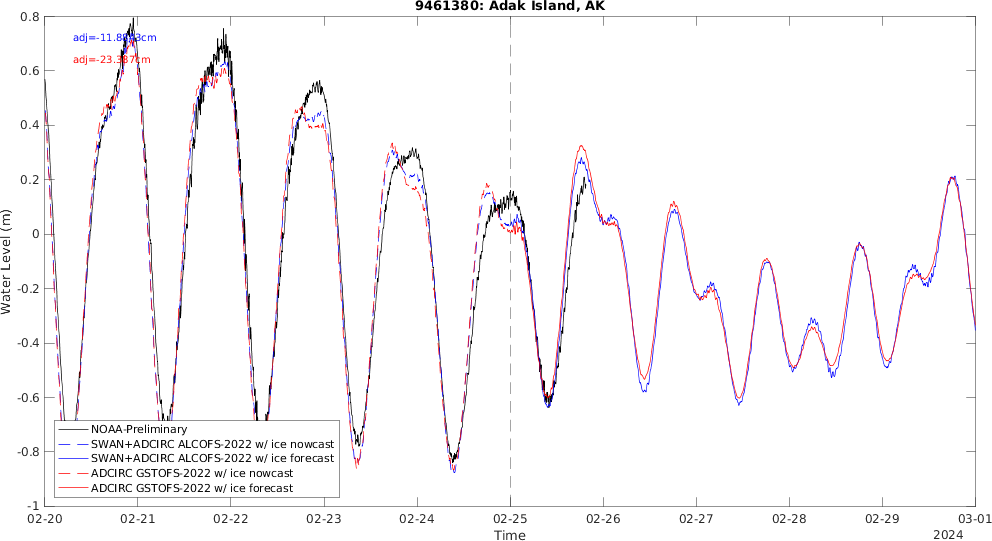 9461380: Adak Island, AK
0.8
adj=-11.8843cm
adj=-23.387cm
0.6
0.4
0.2
0
-0.2
-0.4
-0.6
-0.8
-1
Water Level (m)
NOAA-Preliminary
SWAN+ADCIRC ALCOFS-2022 w/ ice nowcast
SWAN+ADCIRC ALCOFS-2022 w/ ice forecast
ADCIRC GSTOFS-2022 w/ ice nowcast
ADCIRC GSTOFS-2022 w/ ice forecast
02-20 02-21 02-22 02-23 02-24 02-25 02-26 02-27 02-28 02-29 03-01
Time
2024